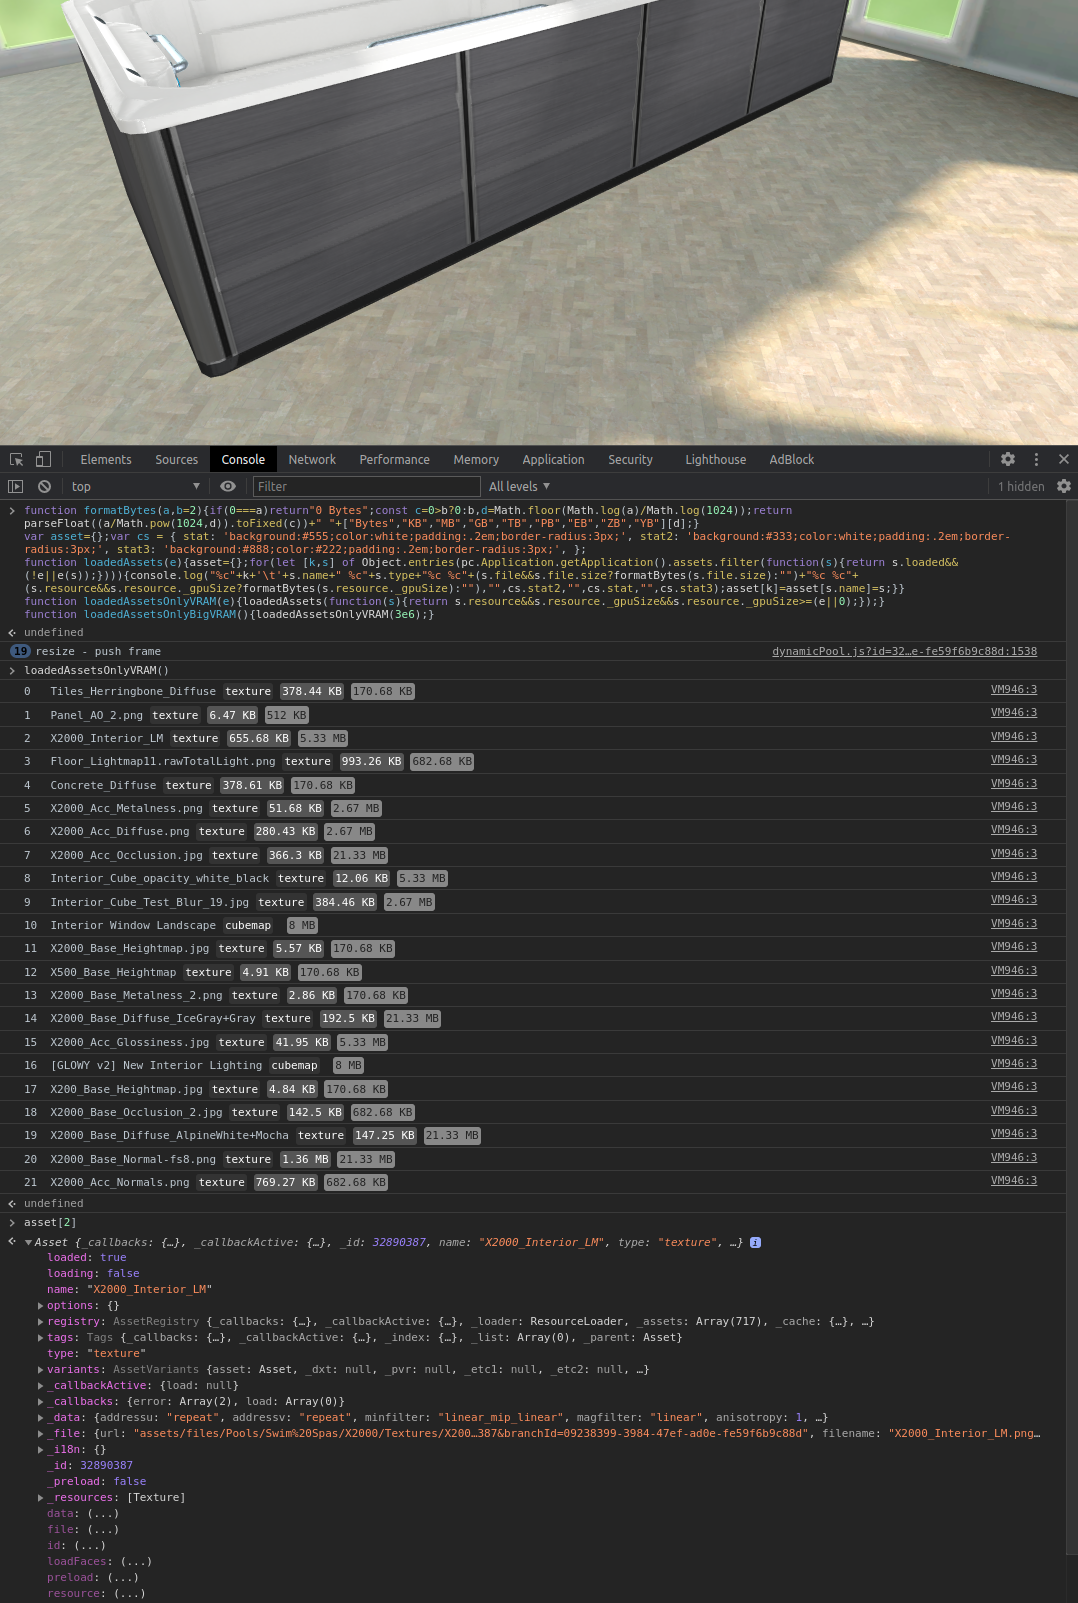 Elements Sources Console Network Performance Memory Application Security Lighthouse AdBlock
top Filter All levels 1 hidden
function formatBytes(a,b=2){if(0===a)return"0 Bytes";const c=0>b?0:b,d=Math.floor(Math.log(a)/Math.log(1024));return
parseFloat((a/Math.pow(1024,d)).toFixed(c))+" "+["Bytes","KB","MB","GB","TB","PB","EB","ZB","YB"][d];}
var asset={};var cs = { stat: 'background:#555;color:white;padding:.2em;border-radius:3px;', stat2: 'background:#333;color:white;padding:.2em;border-
radius:3px;', stat3: 'background:#888;color:#222;padding:.2em;border-radius:3px;', };
function loadedAssets(e){asset={};for(let [k,s] of Object.entries(pc.Application.getApplication().assets.filter(function(s){return s.loaded&&
(!e||e(s));}))){console.log("%c"+k+'\t'+s.name+" %c"+s.type+"%c %c"+(s.file&&s.file.size?formatBytes(s.file.size):"")+"%c %c"+
(s.resource&&s.resource._gpuSize?formatBytes(s.resource._gpuSize):""),"",cs.stat2,"",cs.stat,"",cs.stat3);asset[k]=asset[s.name]=s;}}
function loadedAssetsOnlyVRAM(e){loadedAssets(function(s){return s.resource&&s.resource._gpuSize&&s.resource._gpuSize>=(e||0);});}
function loadedAssetsOnlyBigVRAM(){loadedAssetsOnlyVRAM(3e6);}
undefined
19 resize - push frame dynamicPool.js?id=32…e-fe59f6b9c88d:1538
loadedAssetsOnlyVRAM()
0 Tiles_Herringbone_Diffuse texture 378.44 KB 170.68 KB VM946:3
1 Panel_AO_2.png texture 6.47 KB 512 KB VM946:3
2 X2000_Interior_LM texture 655.68 KB 5.33 MB VM946:3
3 Floor_Lightmap11.rawTotalLight.png texture 993.26 KB 682.68 KB VM946:3
4 Concrete_Diffuse texture 378.61 KB 170.68 KB VM946:3
5 X2000_Acc_Metalness.png texture 51.68 KB 2.67 MB VM946:3
6 X2000_Acc_Diffuse.png texture 280.43 KB 2.67 MB VM946:3
7 X2000_Acc_Occlusion.jpg texture 366.3 KB 21.33 MB VM946:3
8 Interior_Cube_opacity_white_black texture 12.06 KB 5.33 MB VM946:3
9 Interior_Cube_Test_Blur_19.jpg texture 384.46 KB 2.67 MB VM946:3
10 Interior Window Landscape cubemap 8 MB VM946:3
11 X2000_Base_Heightmap.jpg texture 5.57 KB 170.68 KB VM946:3
12 X500_Base_Heightmap texture 4.91 KB 170.68 KB VM946:3
13 X2000_Base_Metalness_2.png texture 2.86 KB 170.68 KB VM946:3
14 X2000_Base_Diffuse_IceGray+Gray texture 192.5 KB 21.33 MB VM946:3
15 X2000_Acc_Glossiness.jpg texture 41.95 KB 5.33 MB VM946:3
16 [GLOWY v2] New Interior Lighting cubemap 8 MB VM946:3
17 X200_Base_Heightmap.jpg texture 4.84 KB 170.68 KB VM946:3
18 X2000_Base_Occlusion_2.jpg texture 142.5 KB 682.68 KB VM946:3
19 X2000_Base_Diffuse_AlpineWhite+Mocha texture 147.25 KB 21.33 MB VM946:3
20 X2000_Base_Normal-fs8.png texture 1.36 MB 21.33 MB VM946:3
21 X2000_Acc_Normals.png texture 769.27 KB 682.68 KB VM946:3
undefined
asset[2]
Asset {_callbacks: {…}, _callbackActive: {…}, _id: 32890387, name: "X2000_Interior_LM", type: "texture", …} i
loaded: true
loading: false
name: "X2000_Interior_LM"
options: {}
registry: AssetRegistry {_callbacks: {…}, _callbackActive: {…}, _loader: ResourceLoader, _assets: Array(717), _cache: {…}, …}
tags: Tags {_callbacks: {…}, _callbackActive: {…}, _index: {…}, _list: Array(0), _parent: Asset}
type: "texture"
variants: AssetVariants {asset: Asset, _dxt: null, _pvr: null, _etc1: null, _etc2: null, …}
_callbackActive: {load: null}
_callbacks: {error: Array(2), load: Array(0)}
_data: {addressu: "repeat", addressv: "repeat", minfilter: "linear_mip_linear", magfilter: "linear", anisotropy: 1, …}
_file: {url: "assets/files/Pools/Swim%20Spas/X2000/Textures/X200…387&branchId=09238399-3984-47ef-ad0e-fe59f6b9c88d", filename: "X2000_Interior_LM.png…
_i18n: {}
_id: 32890387
_preload: false
_resources: [Texture]
data: (...)
file: (...)
id: (...)
loadFaces: (...)
preload: (...)
resource: (...)